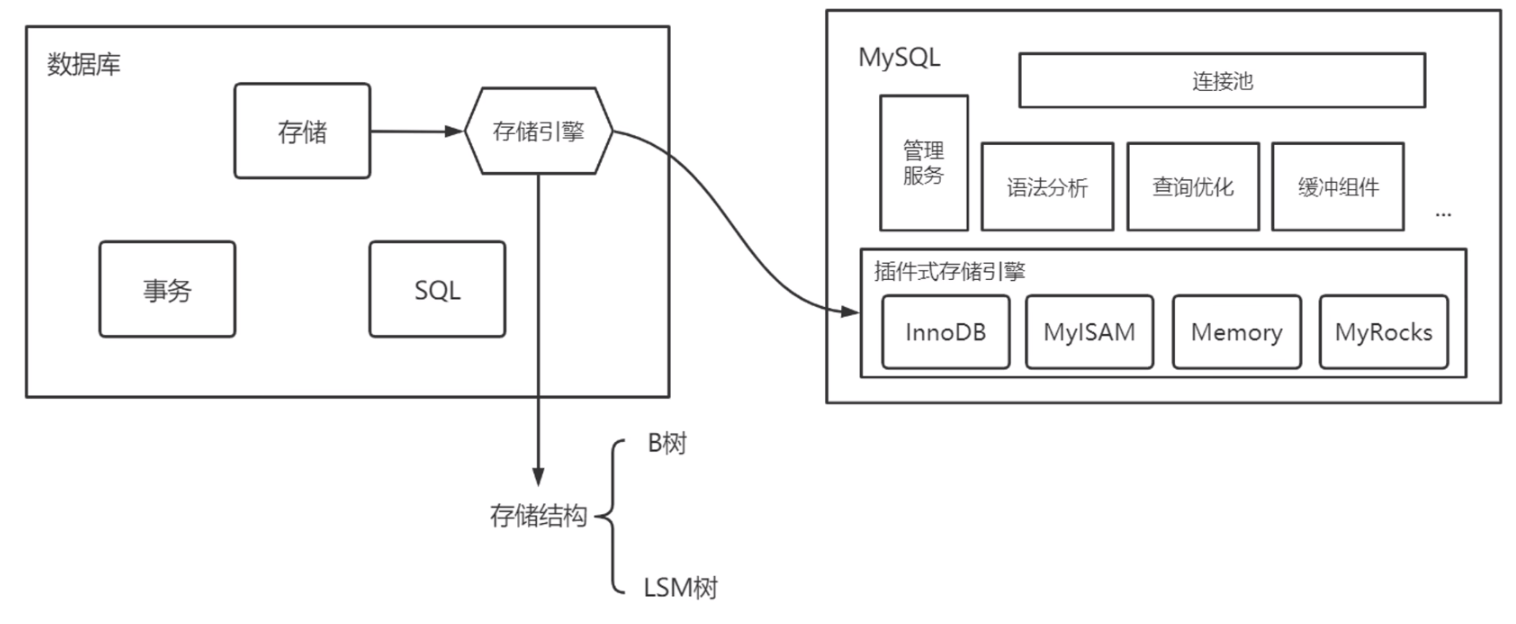 数据库
存储
存储引擎
事务
SQL
存储结构
B树
LSM树
MySQL
连接池
管理
服务
语法分析
查询优化
缓冲组件
...
插件式存储引擎
InnoDB
MyISAM
Memory
MyRocks